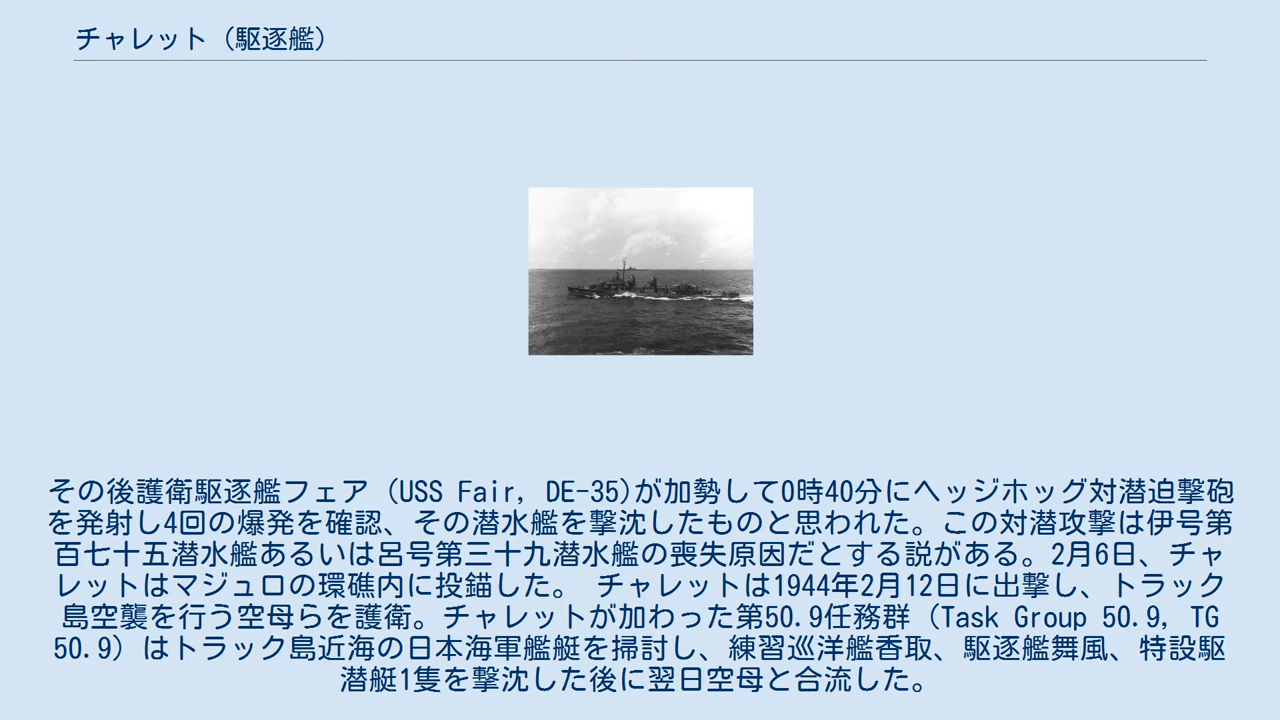 チャレット（駆逐艦）
その後護衛駆逐艦フェア（USS Fair, DE-35)が加勢して0時40分にヘッジホッグ対潜迫撃砲
を発射し4回の爆発を確認、その潜水艦を撃沈したものと思われた。この対潜攻撃は伊号第
百七十五潜水艦あるいは呂号第三十九潜水艦の喪失原因だとする説がある。2月6日、チャ
レットはマジュロの環礁内に投錨した。 チャレットは1944年2月12日に出撃し、トラック
島空襲を行う空母らを護衛。チャレットが加わった第50.9任務群（Task Group 50.9, TG
50.9）はトラック島近海の日本海軍艦艇を掃討し、練習巡洋艦香取、駆逐艦舞風、特設駆
潜艇1隻を撃沈した後に翌日空母と合流した。